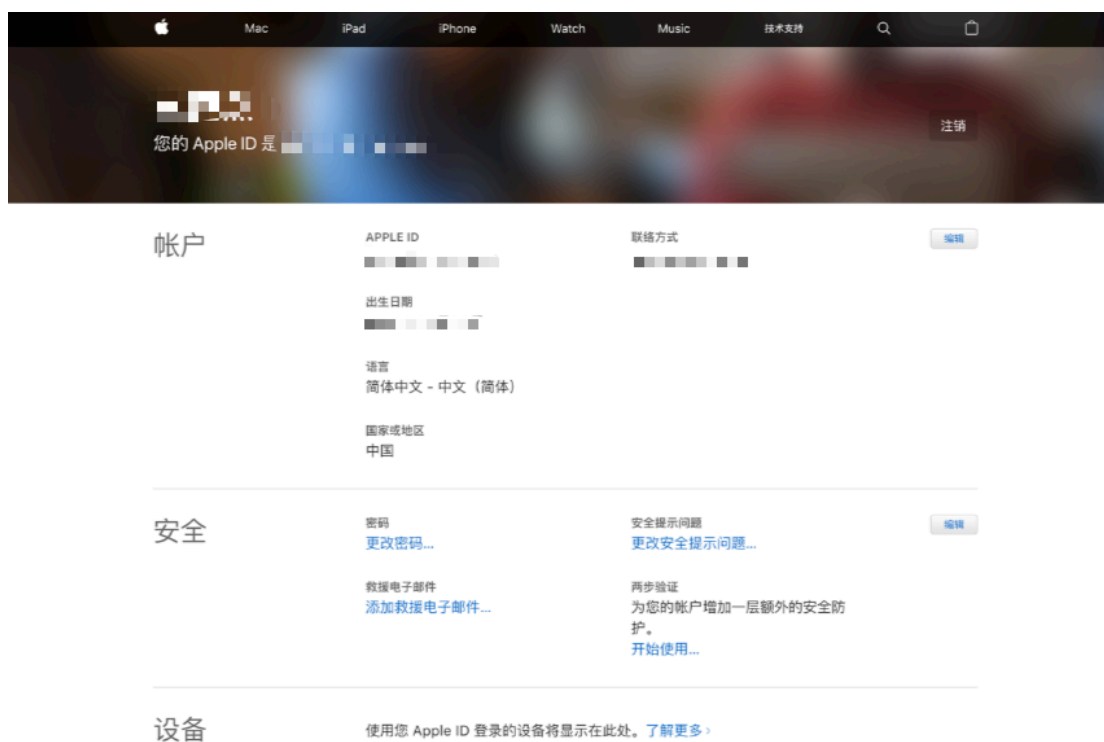 Mac iPad iPhone Watch Music 技术支持
您的 Apple ID 是
注销
帐户
APPLE ID
联络方式
编辑
出生日期
语言
简体中文 - 中文（简体）
国家或地区
中国
安全
密码
更改密码...
安全提示问题
更改安全提示问题...
编辑
救援电子邮件
添加救援电子邮件...
两步验证
为您的帐户增加一层额外的安全防
护。
开始使用...
设备
使用您 Apple ID 登录的设备将显示在此处。了解更多 ›